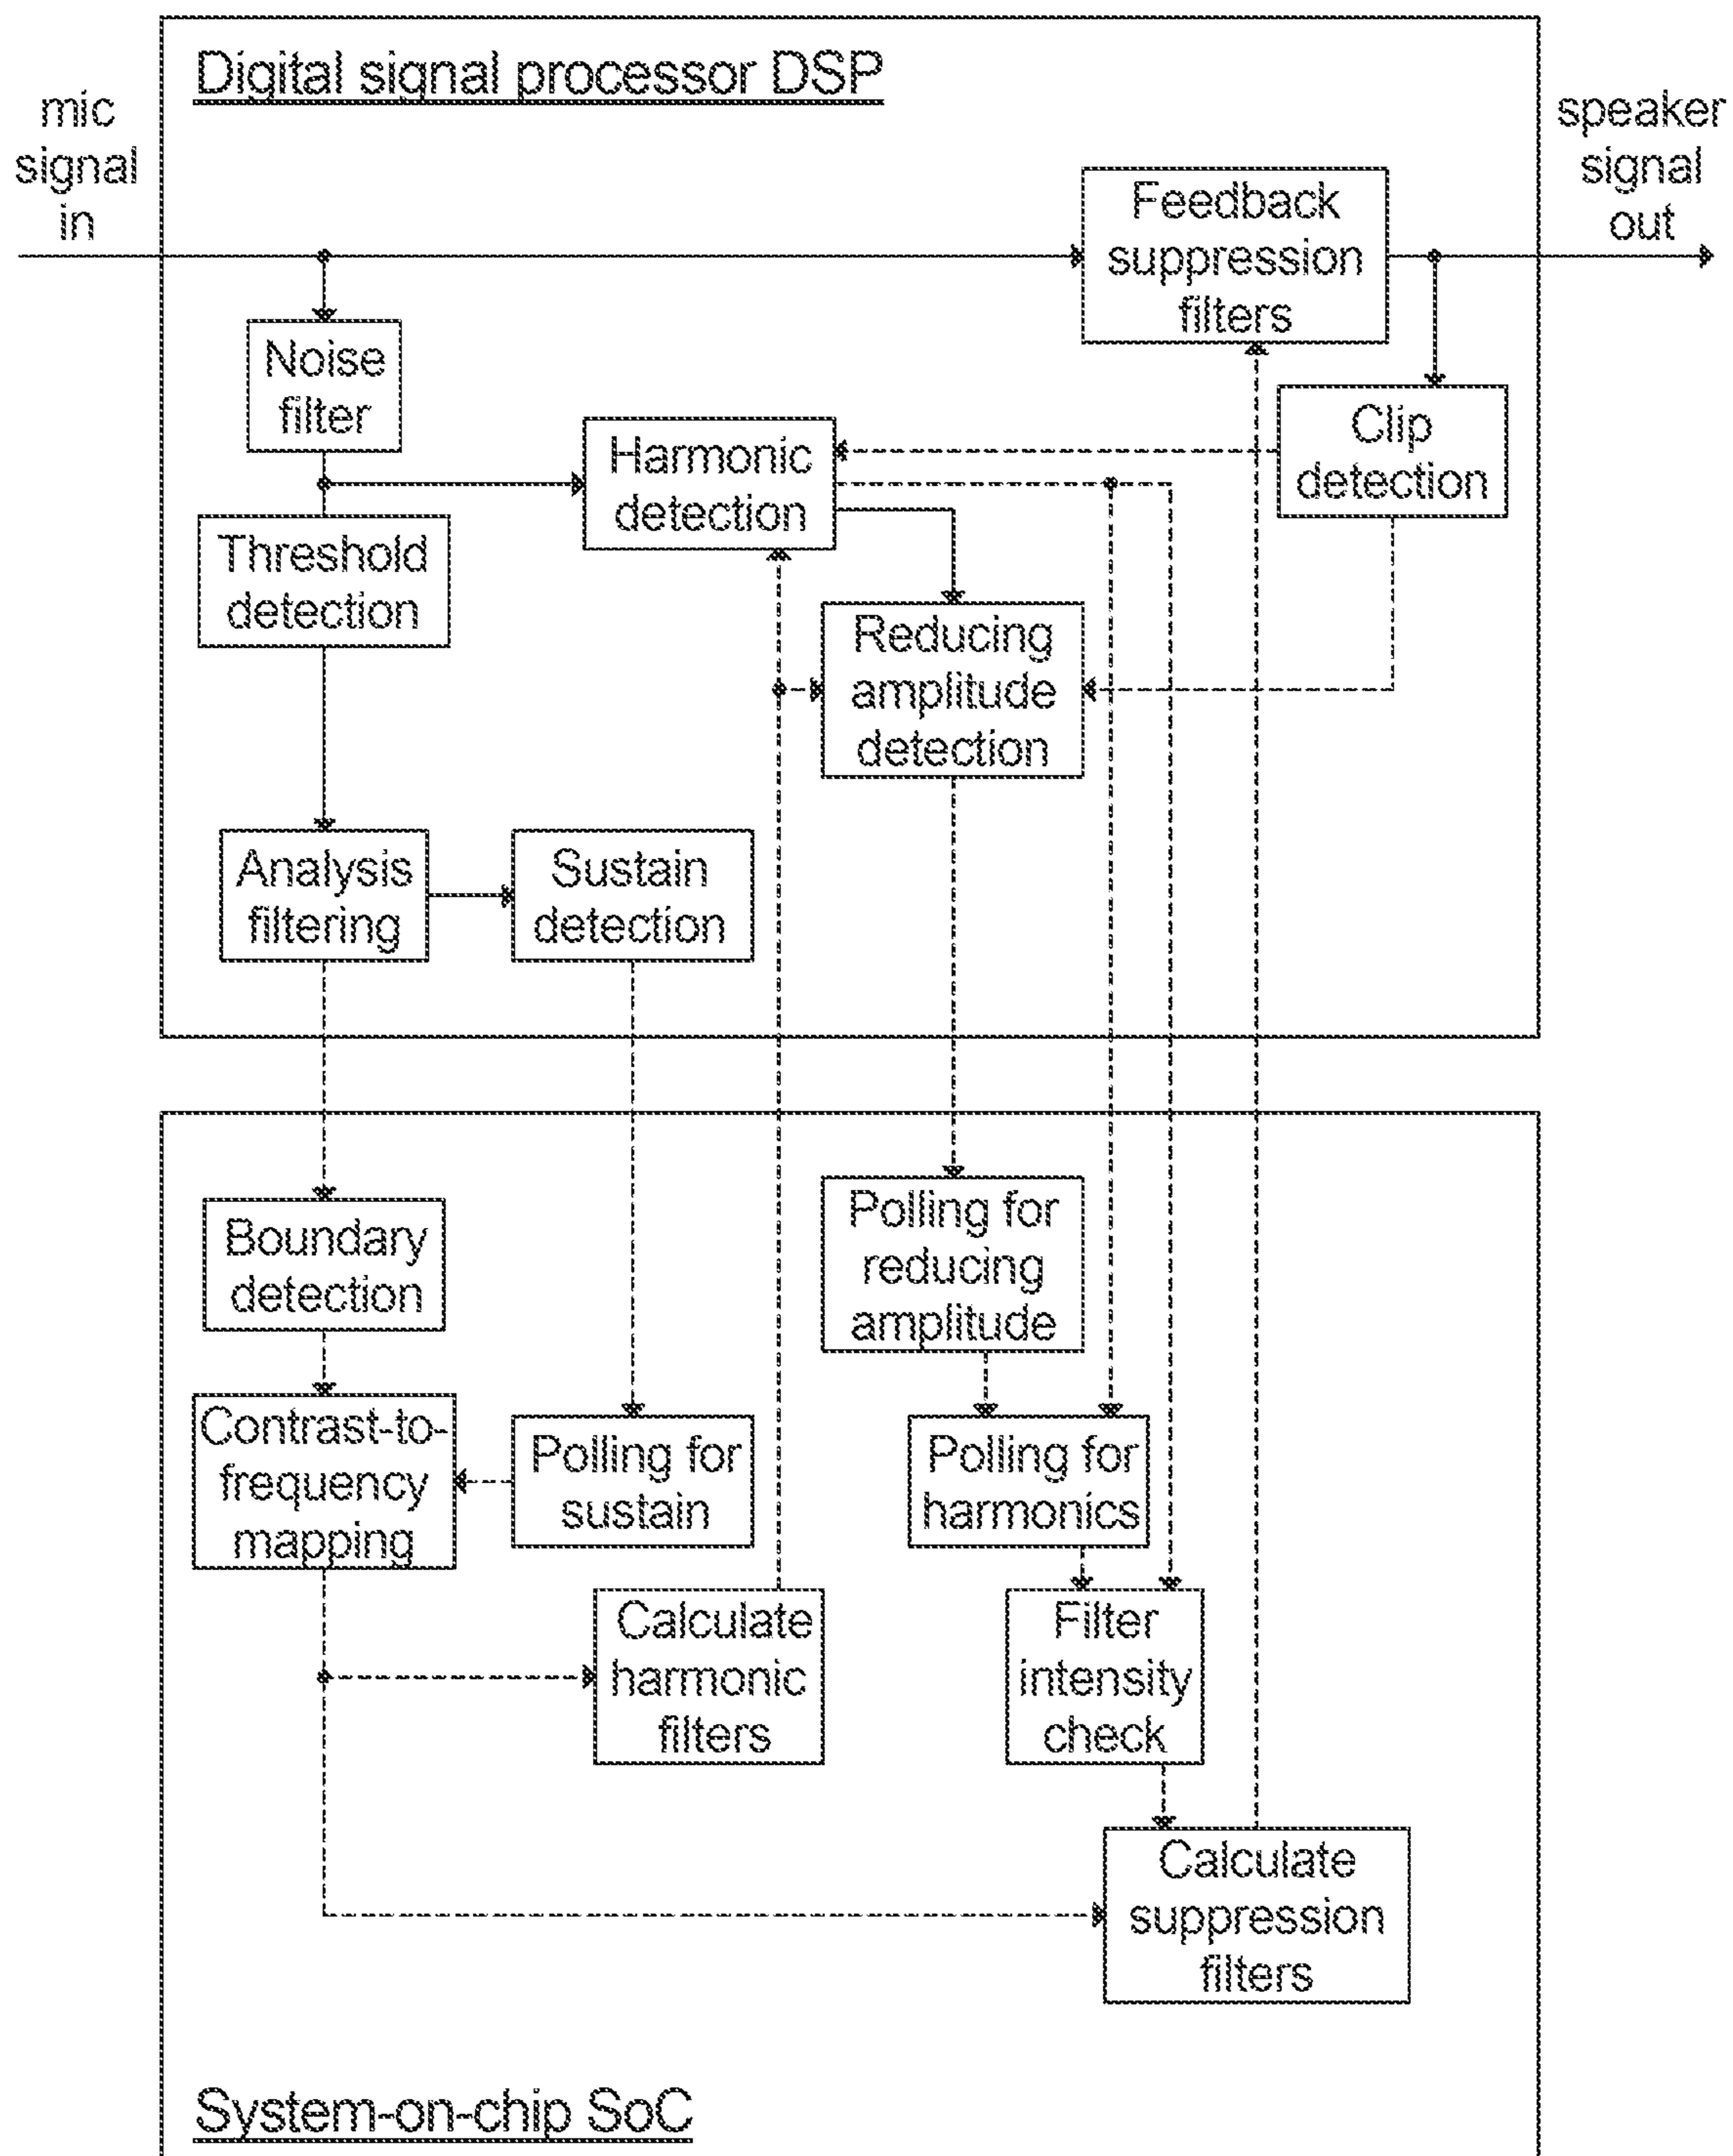 Digital signal processor DSP
mic
signal
in
speaker
signal
out
Feedback
suppression
filters
Noise
filter
Harmonic
detection
Clip
detection
Threshold
detection
Reducing
amplitude
detection
Analysis
filtering
Sustain
detection
Boundary
detection
Polling for
reducing
amplitude
Contrast-to-
frequency
mapping
Polling for
sustain
Polling for
harmonics
Calculate
harmonic
filters
Filter
intensity
check
Calculate
suppression
filters
System-on-chip SoC